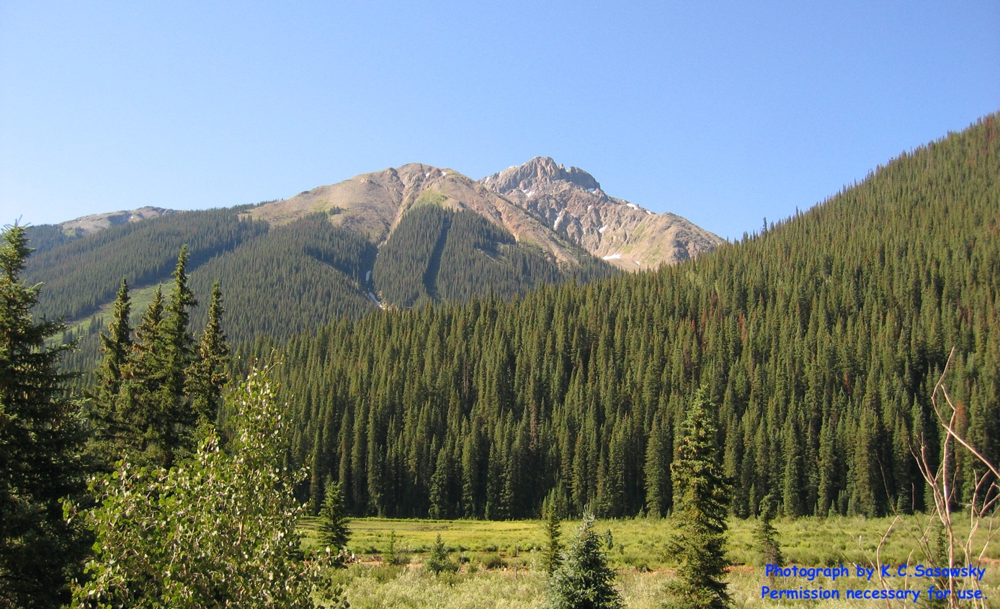 Photograph by K.C.Sasowsky
Permission necessary for use.